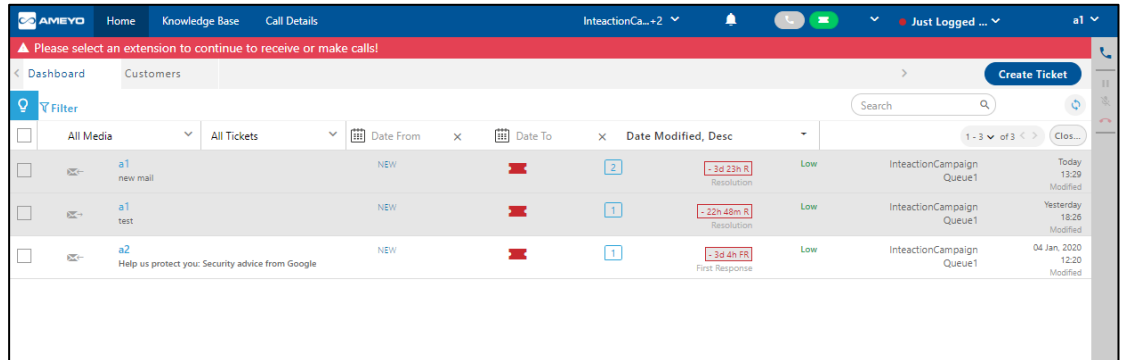 AMEYO Home Knowledge Base Call Details InteactionCa...+2 Just Logged ... a1
Please select an extension to continue to receive or make calls!
Dashboard Customers Create Ticket
Filter Search
All Media All Tickets Date From × Date To × Date Modified, Desc 1 - 3 of 3 Clos...
a1 NEW 2 - 3d 23h R Low InteactionCampaign Today
new mail Resolution Queue1 13:29
Modified
a1 NEW 1 - 22h 48m R Low InteactionCampaign Yesterday
test Resolution Queue1 18:26
Modified
a2 NEW 1 - 3d 4h FR Low InteactionCampaign 04 Jan, 2020
Help us protect you: Security advice from Google First Response Queue1 12:20
Modified